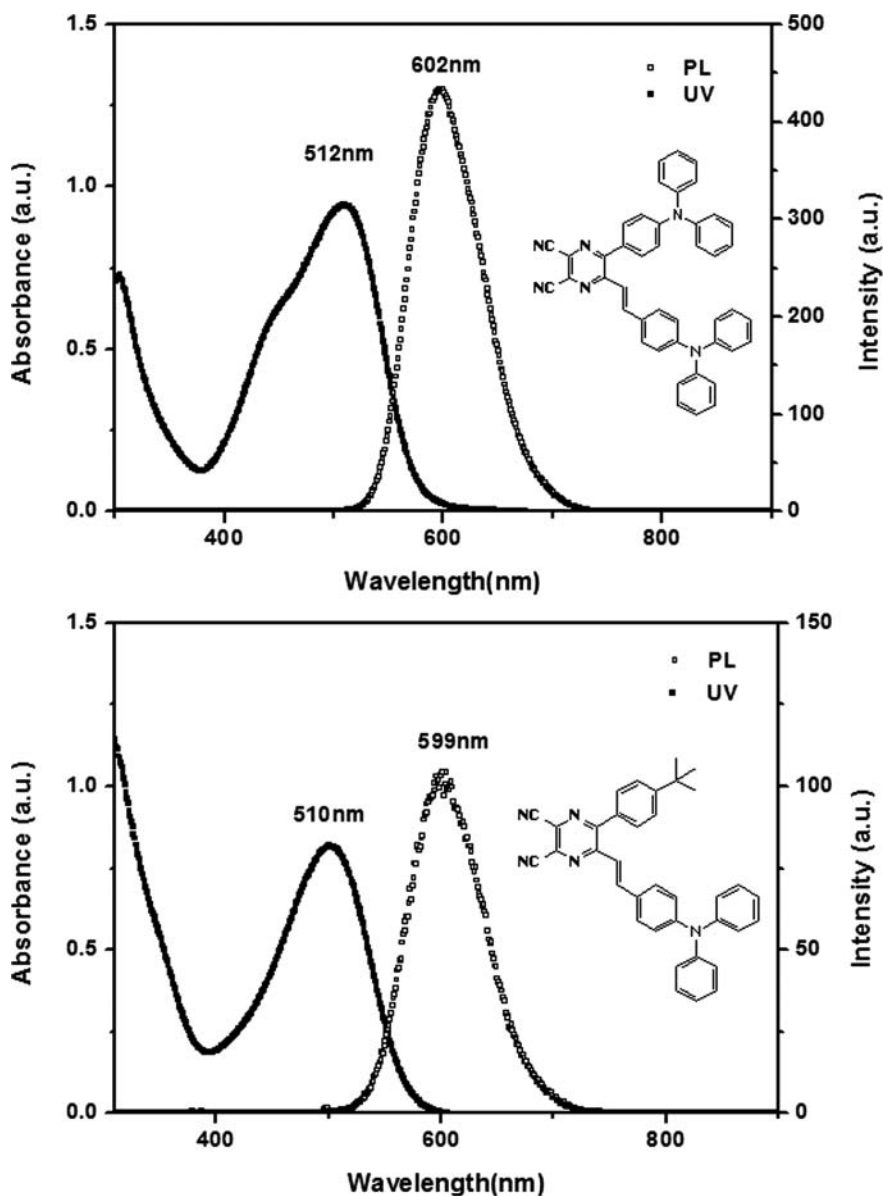 1.5
500
602nm
PL
UV
400
512nm
1.0
300
Absorbance (a.u.)
Intensity (a.u.)
N
NC
N
NC
N
200
0.5
N
100
0.0
0
400
600
800
Wavelength(nm)
1.5
150
PL
UV
599nm
1.0
510nm
100
Absorbance (a.u.)
Intensity (a.u.)
NC
N
NC
N
0.5
50
N
0.0
0
400
600
800
Wavelength(nm)